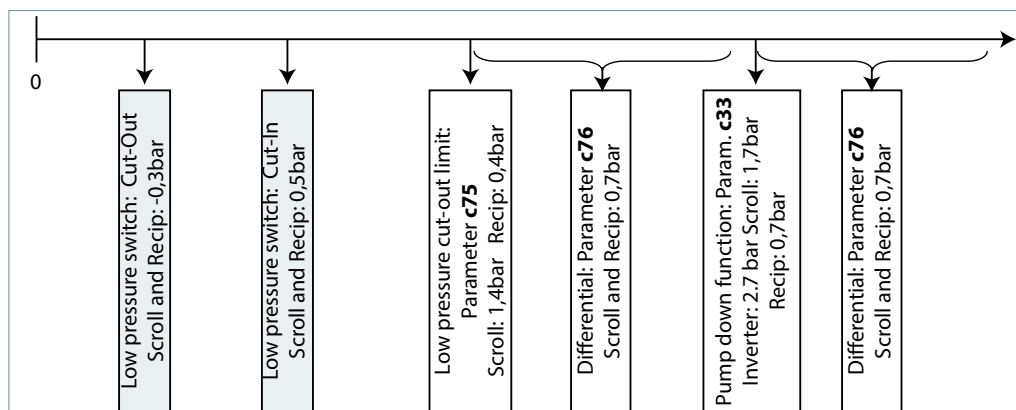 0
Low pressure switch: Cut-Out
Scroll and Recip: -0,3bar
Low pressure switch: Cut-In
Scroll and Recip: 0,5bar
Low pressure cut-out limit:
Parameter c75
Scroll: 1,4bar Recip: 0,4bar
Differential: Parameter c76
Scroll and Recip: 0,7bar
Pump down function: Param. c33
Inverter: 2.7 bar Scroll: 1,7bar
Recip: 0,7bar
Differential: Parameter c76
Scroll and Recip: 0,7bar